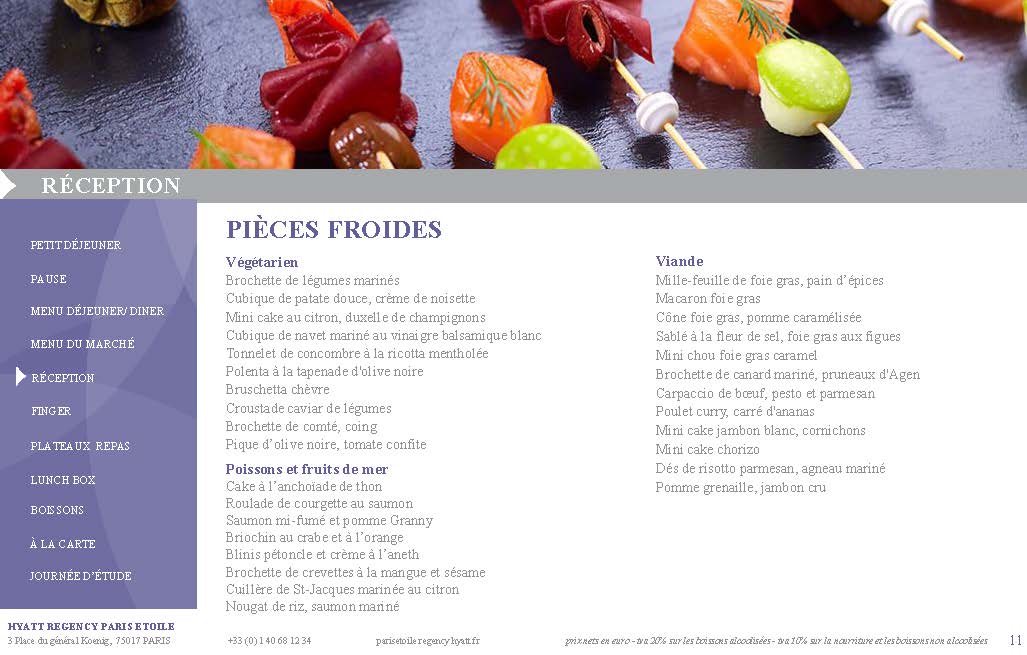 RÉCEPTION
PETIT DÉJEUNER
PAUSE
MENU DÉJEUNER/ DINER
MENU DU MARCHÉ
RÉCEPTION
FINGER
PLATEAUX REPAS
LUNCH BOX
BOISSONS
À LA CARTE
JOURNÉE D’ÉTUDE
PIÈCES FROIDES
Végétarien
Brochette de légumes marinés
Cubique de patate douce, crème de noisette
Mini cake au citron, duxelle de champignons
Cubique de navet mariné au vinaigre balsamique blanc
Tonnelet de concombre à la ricotta mentholée
Polenta à la tapenade d'olive noire
Bruschetta chèvre
Croustade caviar de légumes
Brochette de comté, coing
Pique d’olive noire, tomate confite
Poissons et fruits de mer
Cake à l’anchoïade de thon
Roulade de courgette au saumon
Saumon mi-fumé et pomme Granny
Briochin au crabe et à l’orange
Blinis pétoncle et crème à l’aneth
Brochette de crevettes à la mangue et sésame
Cuillère de St-Jacques marinée au citron
Nougat de riz, saumon mariné
Viande
Mille-feuille de foie gras, pain d’épices
Macaron foie gras
Cône foie gras, pomme caramélisée
Sablé à la fleur de sel, foie gras aux figues
Mini chou foie gras caramel
Brochette de canard mariné, pruneaux d'Agen
Carpaccio de bœuf, pesto et parmesan
Poulet curry, carré d'ananas
Mini cake jambon blanc, cornichons
Mini cake chorizo
Dés de risotto parmesan, agneau mariné
Pomme grenaille, jambon cru
HYATT REGENCY PARIS ETOILE
3 Place du général Koenig, 75017 PARIS
+33 (0) 1 40 68 12 34
parisetoile.regency.hyatt.fr
prix nets en euro - tva 20% sur les boissons alcoolisées - tva 10% sur la nourriture et les boissons non alcoolisées
11